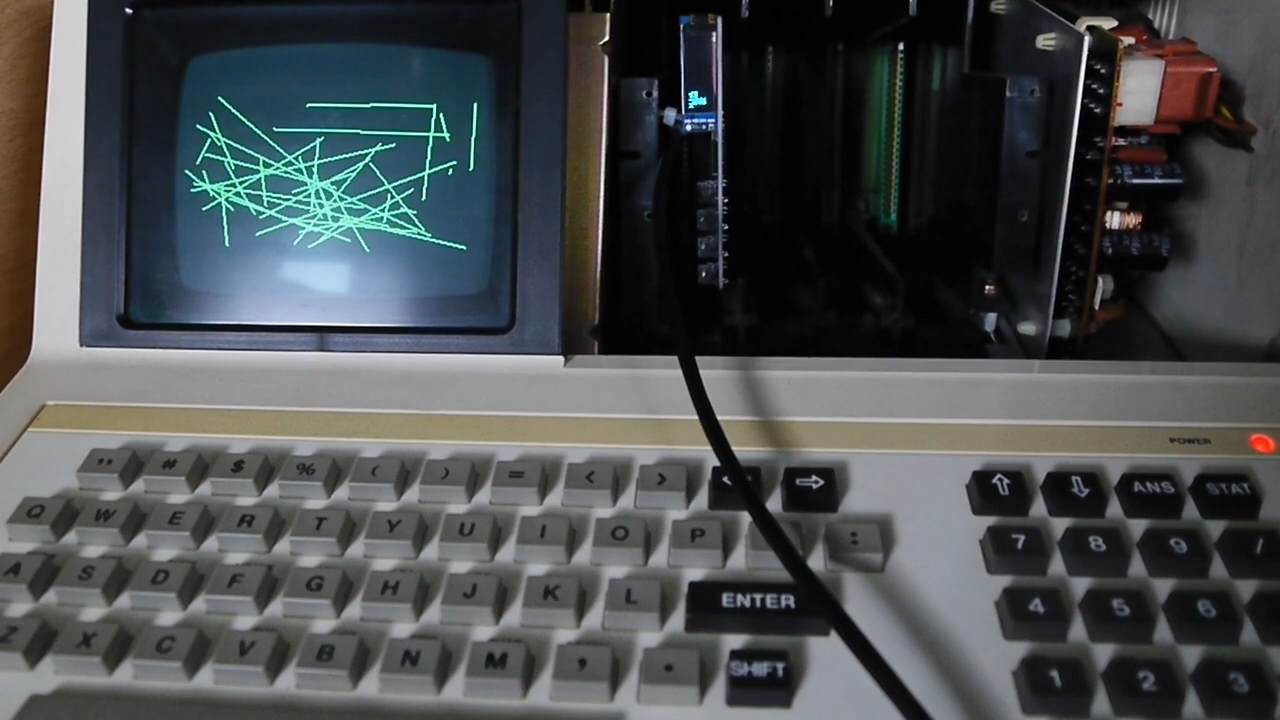 POWER
" # $ % ( ) = < > ⇨ ⇧ ⇩ ANS STAT
Q W E R T Y U I O P : 7 8 9 /
A S D F G H J K L ENTER 4 5 6
Z X C V B N M , . SHIFT 1 2 3